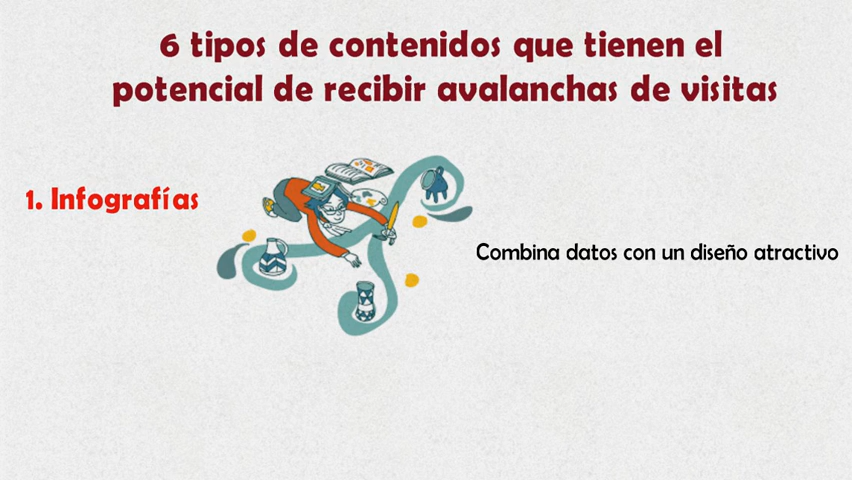 6 tipos de contenidos que tienen el
potencial de recibir avalanchas de visitas
1. Infografías
Combina datos con un diseño atractivo